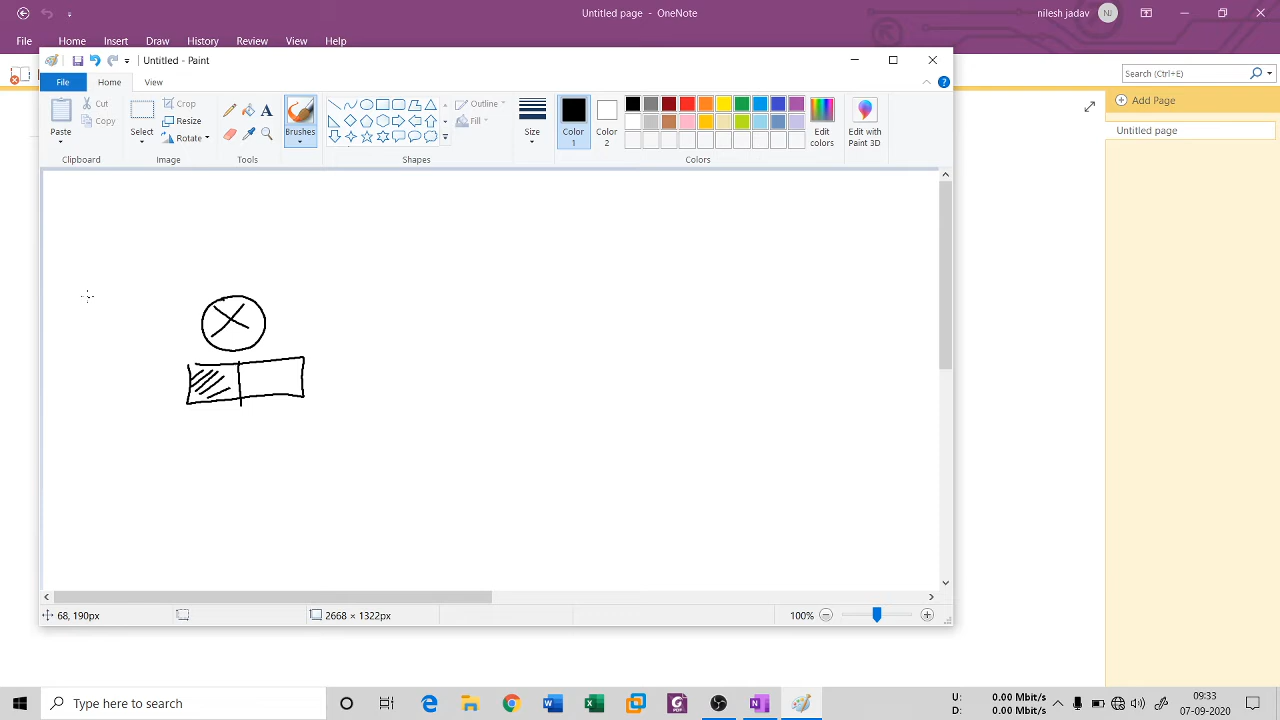 Untitled page - OneNote
nilesh jadav
NJ
File Home Insert Draw History Review View Help
Untitled - Paint
Search (Ctrl+E)
File Home View
Add Page
Untitled page
Paste
Cut
Copy
Clipboard
Select
Crop
Resize
Rotate
Image
A
Tools
Brushes
Outline
Fill
Shapes
Size
Color 1
Color 2
Edit colors
Edit with Paint 3D
Colors
68, 190px
2668 × 1322px
100%
Type here to search
U: 0.00 Mbit/s
D: 0.00 Mbit/s
09:33
07-09-2020